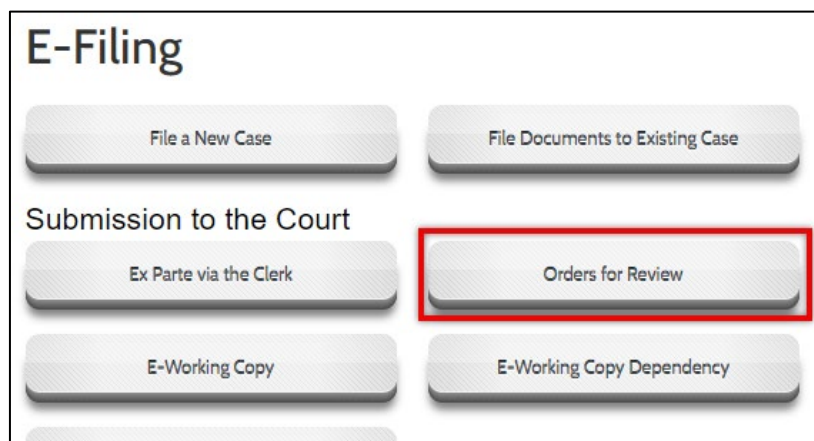 E-Filing
File a New Case
File Documents to Existing Case
Submission to the Court
Ex Parte via the Clerk
Orders for Review
E-Working Copy
E-Working Copy Dependency